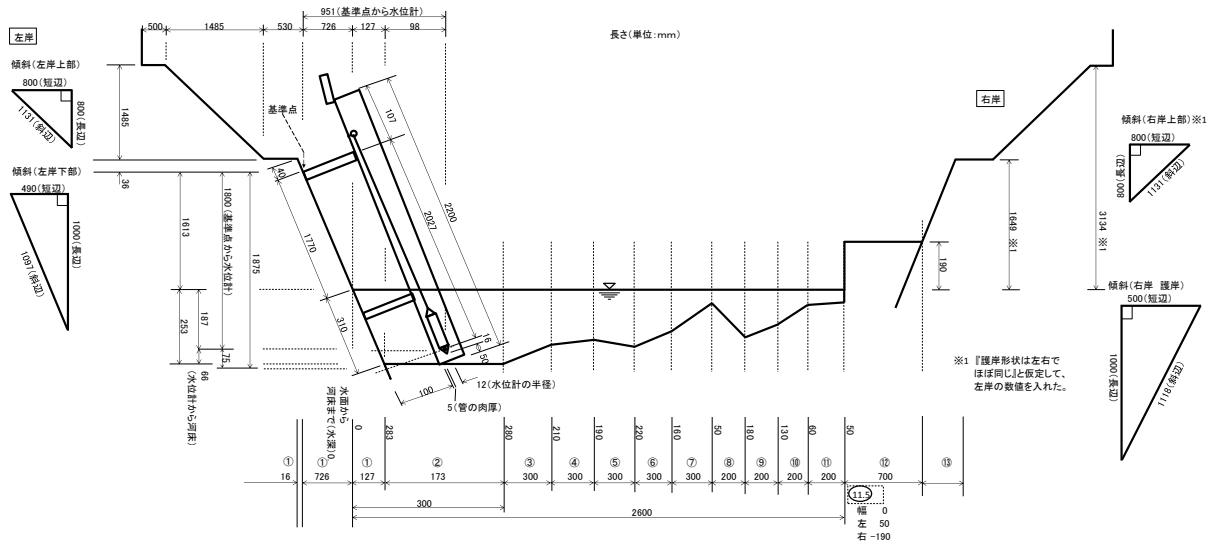 951(基準点から水位計)
500 1485 530 726 127 98
長さ(単位:mm)
左岸
傾斜(左岸上部)
800(短辺)
800(長辺)
1131(斜辺)
1485
基準点
傾斜(左岸下部)
490(短辺)
1000(長辺)
1097(斜辺)
36
1613
1800(基準点から水位計)
1875
253
187
75
66
(水位計から河床)
40
1770
310
107
2027
2200
16
50
100
12(水位計の半径)
5(管の肉厚)
190
1649 ※1
3134 ※1
右岸
傾斜(右岸上部)※1
800(短辺)
800(長辺)
1131(斜辺)
傾斜(右岸 護岸)
500(短辺)
1000(長辺)
1118(斜辺)
※1 『護岸形状は左右で
ほぼ同じ』と仮定して、
左岸の数値を入れた。
水面から
河床まで(水深)0
0 283 280 210 190 220 160 50 180 130 60 50
① ① ① ② ③ ④ ⑤ ⑥ ⑦ ⑧ ⑨ ⑩ ⑪ ⑫ ⑬
16 726 127 173 300 300 300 300 300 200 200 200 200 700
300
2600
11.5
幅 0
左 50
右 -190